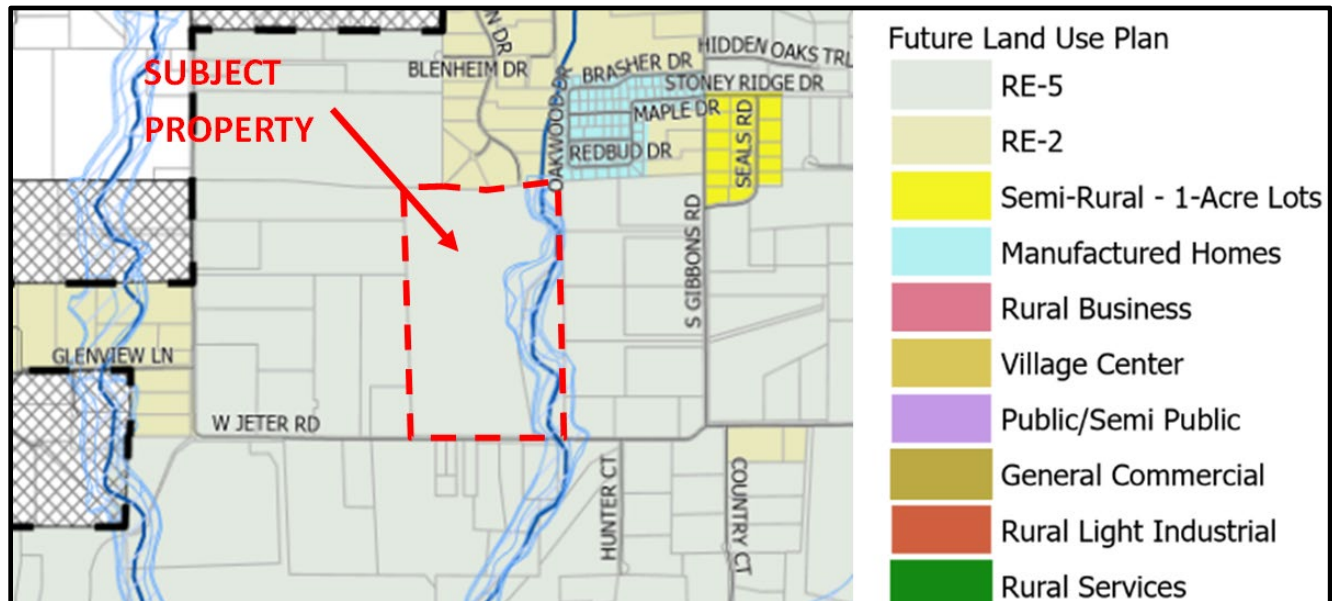 N DR
BLENHEIM DR
SUBJECT
PROPERTY
OAKWOOD DR
BRASHER DR
HIDDEN OAKS TRL
STONEY RIDGE DR
MAPLE DR
REDBUD DR
SEALS RD
S GIBBONS RD
GLENVIEW LN
W JETER RD
HUNTER CT
COUNTRY CT
Future Land Use Plan
RE-5
RE-2
Semi-Rural - 1-Acre Lots
Manufactured Homes
Rural Business
Village Center
Public/Semi Public
General Commercial
Rural Light Industrial
Rural Services